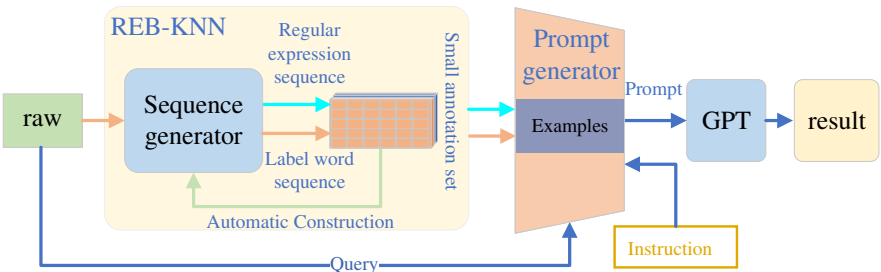 REB-KNN
Regular
expression
sequence
Small annotation set
Prompt
generator
raw
Sequence
generator
Examples
Prompt
GPT
result
Label word
sequence
Automatic Construction
Instruction
Query